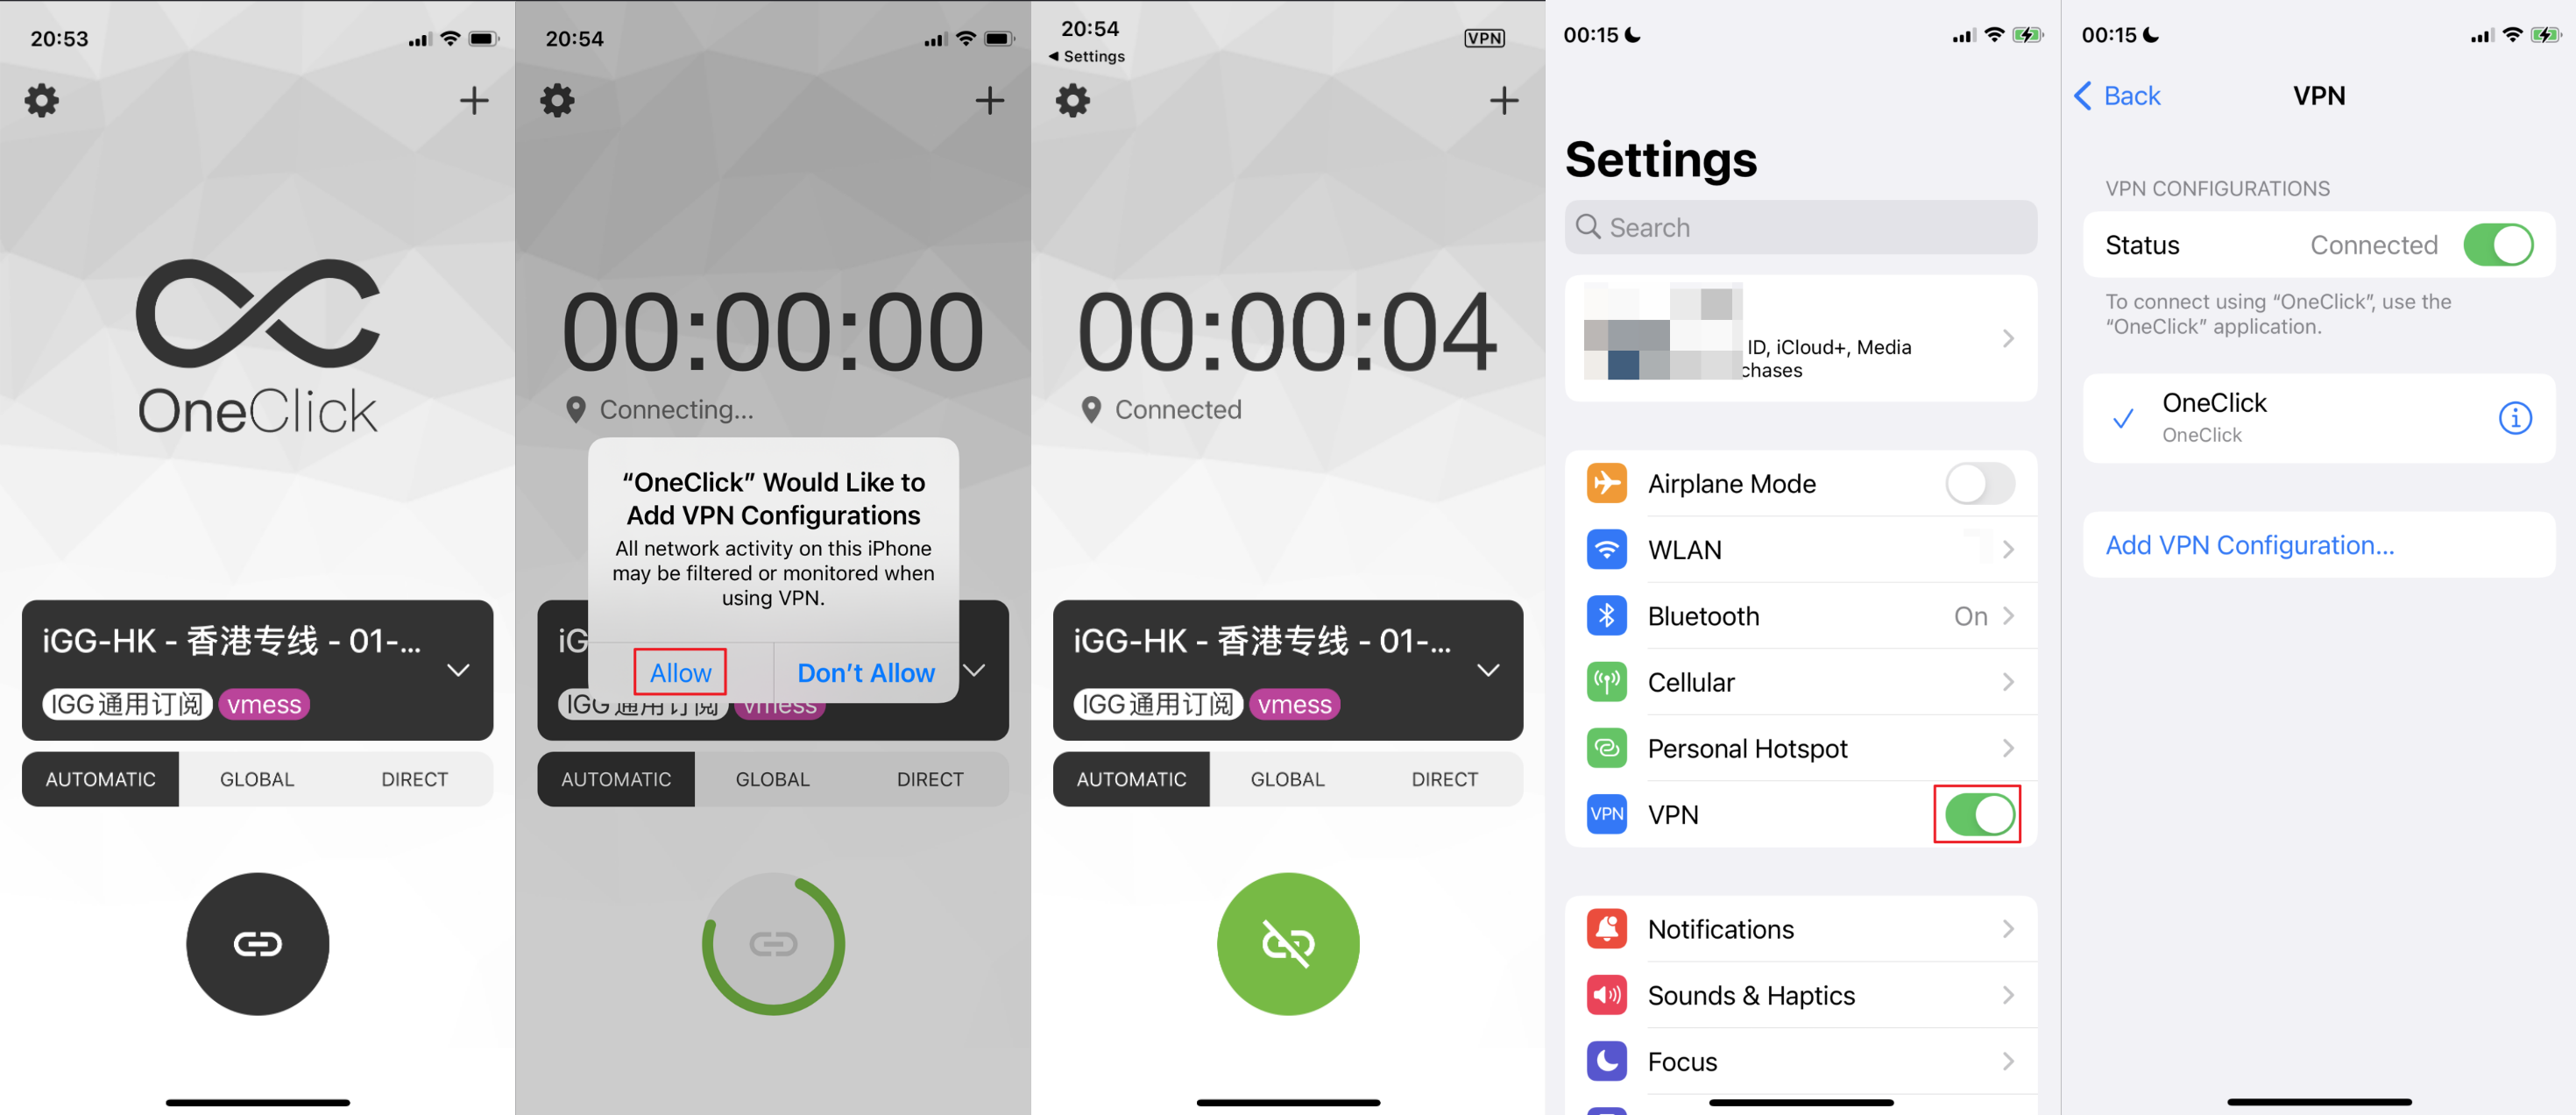 20:53
OneClick
iGG-HK - 香港专线 - 01-...
IGG通用订阅 vmess
AUTOMATIC GLOBAL DIRECT
20:54
00:00:00
Connecting...
“OneClick” Would Like to
Add VPN Configurations
All network activity on this iPhone
may be filtered or monitored when
using VPN.
Allow Don’t Allow
iG
IGG通用订阅 vmess
AUTOMATIC GLOBAL DIRECT
20:54
VPN
Settings
00:00:04
Connected
iGG-HK - 香港专线 - 01-...
IGG通用订阅 vmess
AUTOMATIC GLOBAL DIRECT
00:15
Settings
Search
ID, iCloud+, Media
chases
Airplane Mode
WLAN
Bluetooth On
Cellular
Personal Hotspot
VPN VPN
Notifications
Sounds & Haptics
Focus
00:15
Back VPN
VPN CONFIGURATIONS
Status Connected
To connect using “OneClick”, use the
“OneClick” application.
OneClick
OneClick
Add VPN Configuration...